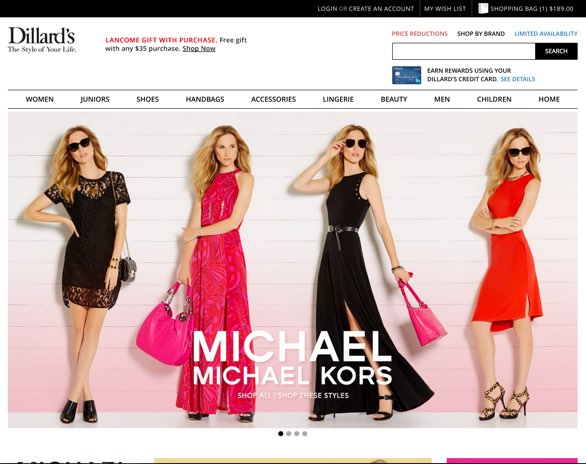 LOGIN OR CREATE AN ACCOUNT
MY WISH LIST
SHOPPING BAG (1) $189.00
Dillard's
The Style of Your Life.
LANCOME GIFT WITH PURCHASE. Free gift
with any $35 purchase. Shop Now
PRICE REDUCTIONS
SHOP BY BRAND
LIMITED AVAILABILITY
SEARCH
EARN REWARDS USING YOUR
DILLARD'S CREDIT CARD. SEE DETAILS
WOMEN
JUNIORS
SHOES
HANDBAGS
ACCESSORIES
LINGERIE
BEAUTY
MEN
CHILDREN
HOME
MICHAEL
MICHAEL KORS
SHOP ALL | SHOP THESE STYLES